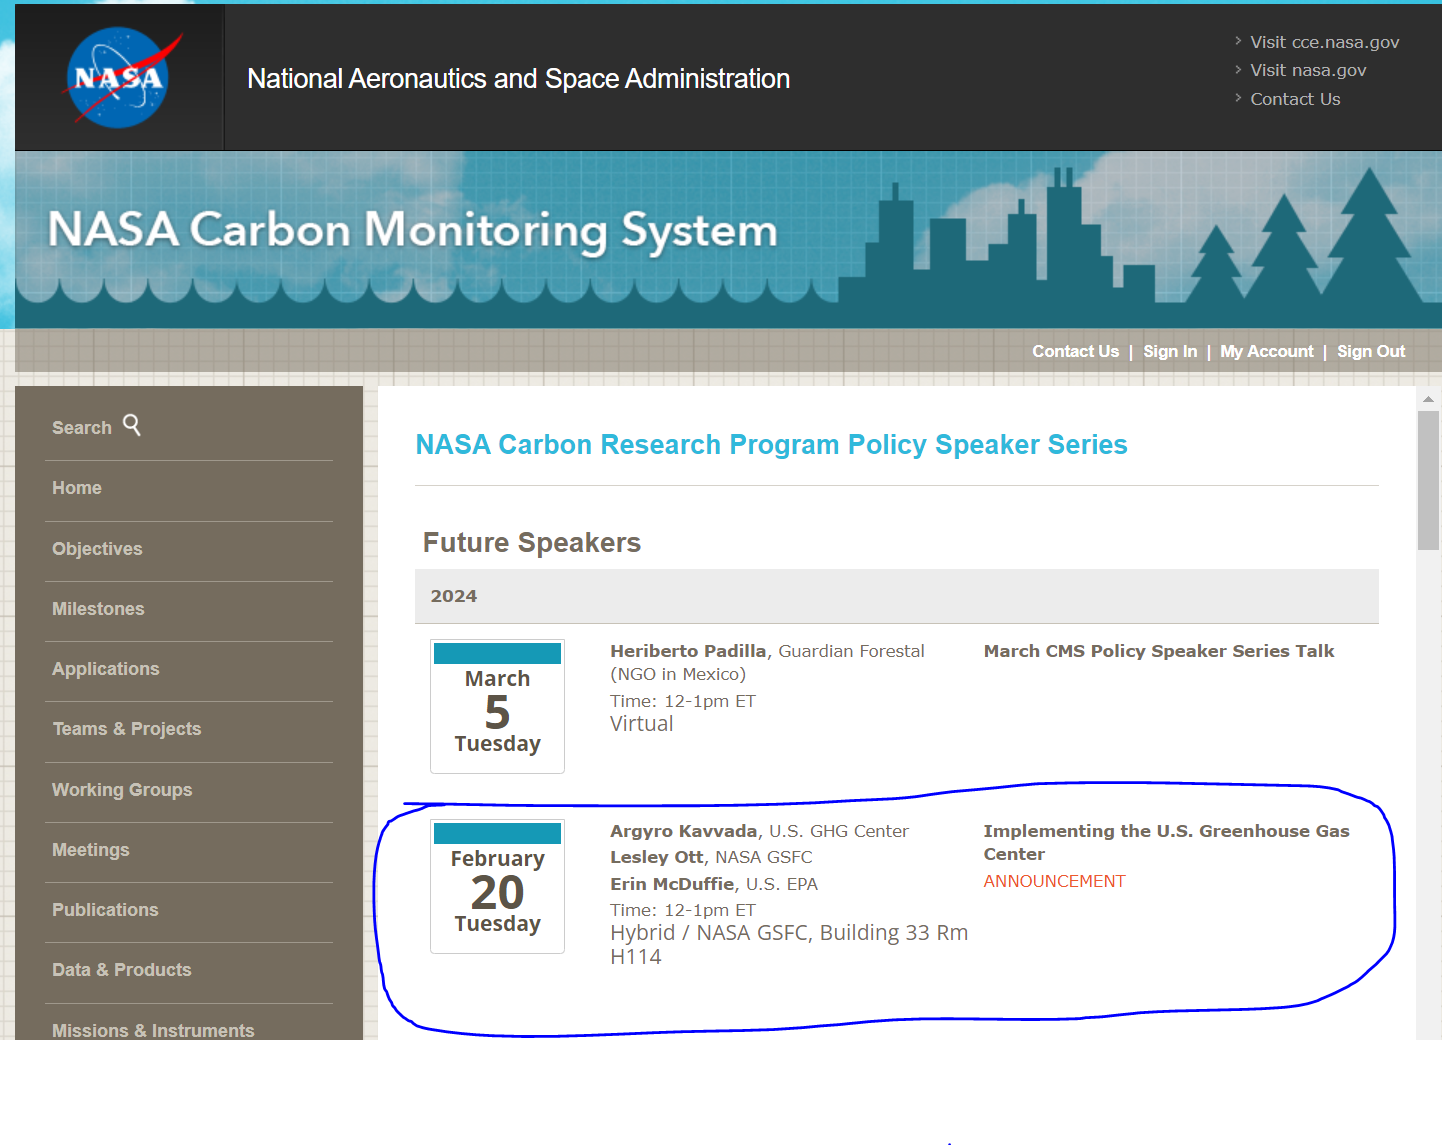 NASA
National Aeronautics and Space Administration
Visit cce.nasa.gov
Visit nasa.gov
Contact Us
NASA Carbon Monitoring System
Contact Us | Sign In | My Account | Sign Out
Search
Home
Objectives
Milestones
Applications
Teams & Projects
Working Groups
Meetings
Publications
Data & Products
Missions & Instruments
NASA Carbon Research Program Policy Speaker Series
Future Speakers
2024
March
5
Tuesday
Heriberto Padilla, Guardian Forestal
(NGO in Mexico)
Time: 12-1pm ET
Virtual
March CMS Policy Speaker Series Talk
February
20
Tuesday
Argyro Kavvada, U.S. GHG Center
Lesley Ott, NASA GSFC
Erin McDuffie, U.S. EPA
Time: 12-1pm ET
Hybrid / NASA GSFC, Building 33 Rm
H114
Implementing the U.S. Greenhouse Gas
Center
ANNOUNCEMENT